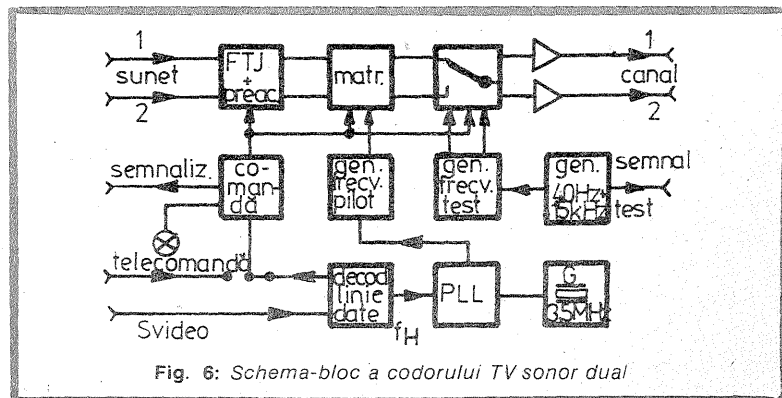 1
sunet
2
FTJ
+
preac.
matr.
1
canal
2
semnaliz.
co-
man-
dă
gen.
frecv.
pilot
gen.
frecv.
test
gen.
40Hz÷
15kHz
semnal
test
telecomandă
Svideo
decod
linie
date
fH
PLL
G
3,5MHz
Fig. 6: Schema-bloc a codorului TV sonor dual